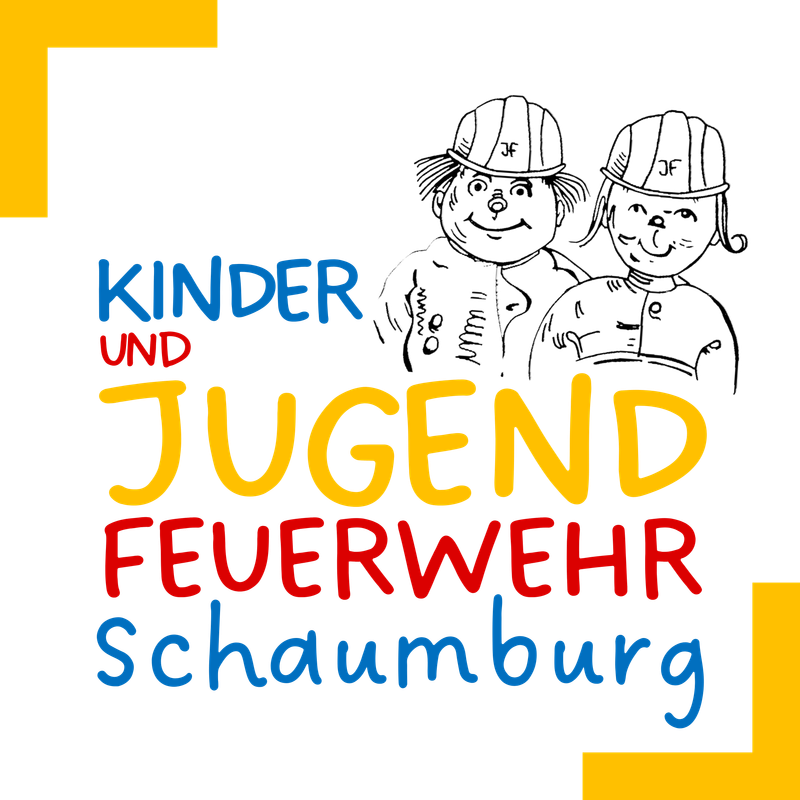 JF
JF
KINDER
UND
JUGEND
FEUERWEHR
Schaumburg